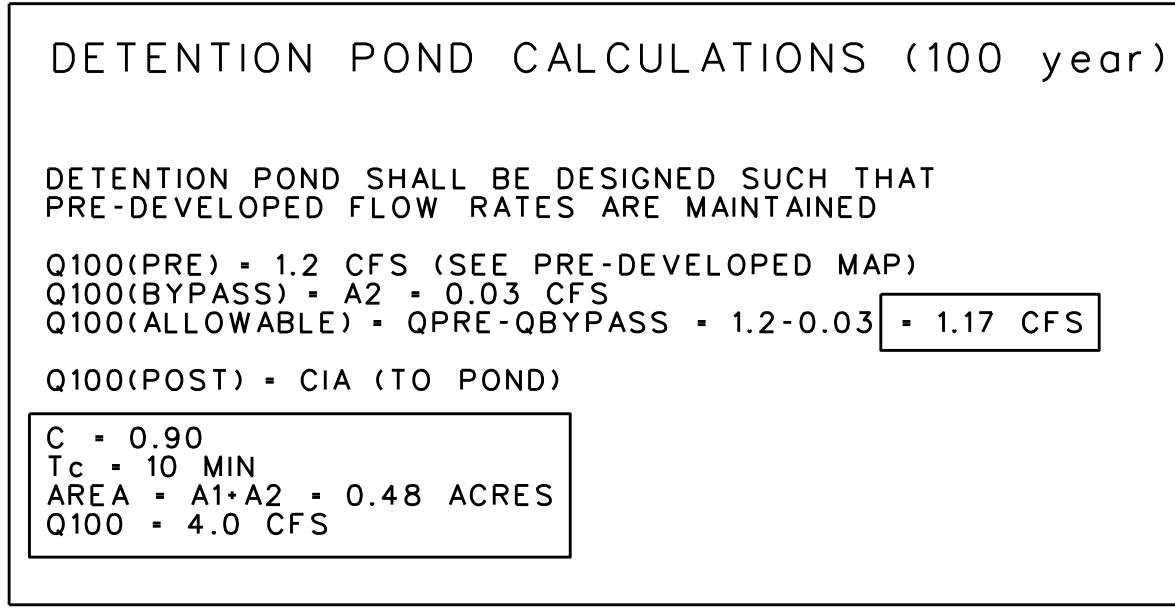 DETENTION POND CALCULATIONS (100 year)
DETENTION POND SHALL BE DESIGNED SUCH THAT
PRE-DEVELOPED FLOW RATES ARE MAINTAINED
Q100(PRE) = 1.2 CFS (SEE PRE-DEVELOPED MAP)
Q100(BYPASS) = A2 = 0.03 CFS
Q100(ALLOWABLE) = QPRE-QBYPASS = 1.2-0.03 = 1.17 CFS
Q100(POST) = CIA (TO POND)
C = 0.90
Tc = 10 MIN
AREA = A1+A2 = 0.48 ACRES
Q100 = 4.0 CFS